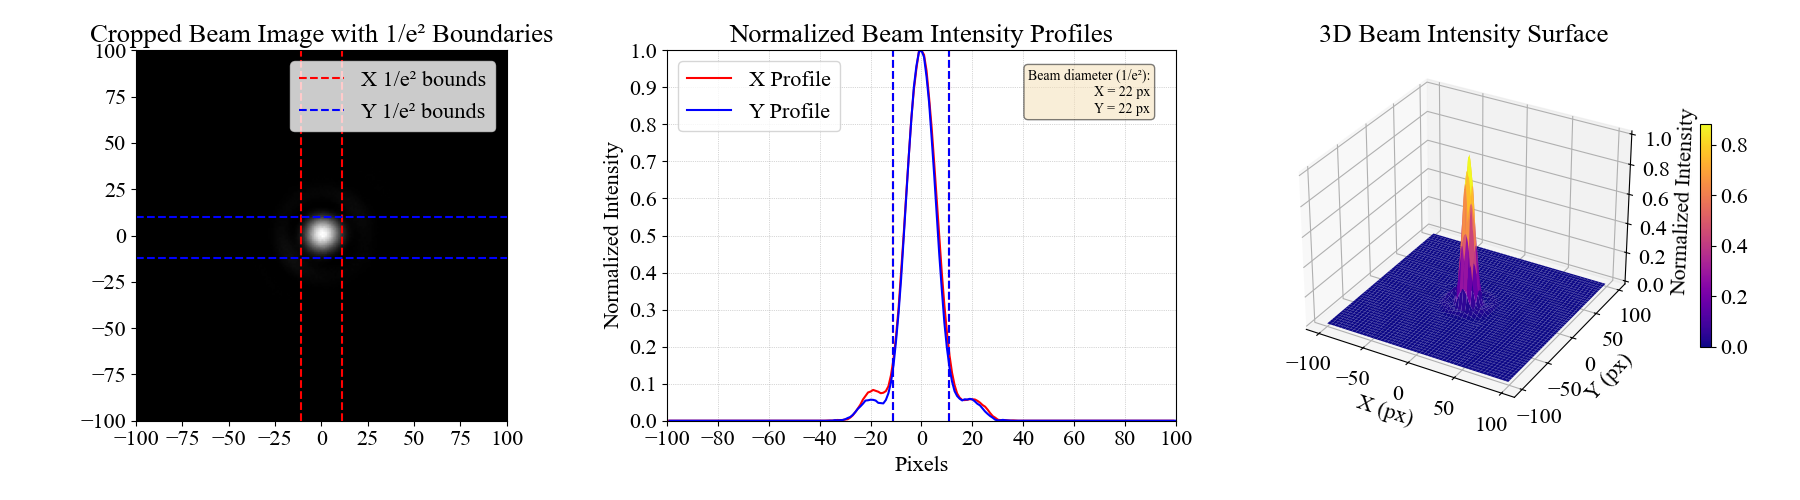 Cropped Beam Image with 1/e² Boundaries
100
75
50
25
0
−25
−50
−75
−100
−100 −75 −50 −25 0 25 50 75 100
X 1/e² bounds
Y 1/e² bounds
Normalized Beam Intensity Profiles
Normalized Intensity
1.0
0.9
0.8
0.7
0.6
0.5
0.4
0.3
0.2
0.1
0.0
−100 −80 −60 −40 −20 0 20 40 60 80 100
Pixels
X Profile
Y Profile
Beam diameter (1/e²):
X = 22 px
Y = 22 px
3D Beam Intensity Surface
−100 −50 0 50 100
X (px)
−100 −50 0 50 100
Y (px)
1.0
0.8
0.6
0.4
0.2
0.0
Normalized Intensity
0.8
0.6
0.4
0.2
0.0